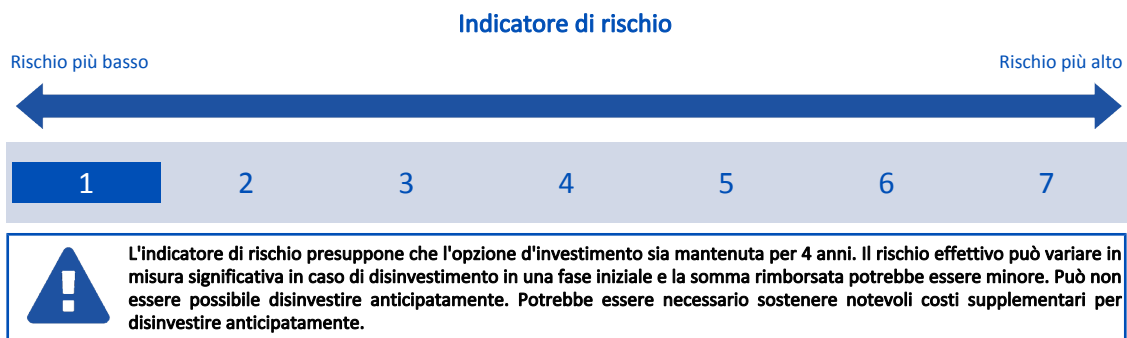 Indicatore di rischio
Rischio più basso
Rischio più alto
1 2 3 4 5 6 7
L'indicatore di rischio presuppone che l'opzione d'investimento sia mantenuta per 4 anni. Il rischio effettivo può variare in
misura significativa in caso di disinvestimento in una fase iniziale e la somma rimborsata potrebbe essere minore. Può non
essere possibile disinvestire anticipatamente. Potrebbe essere necessario sostenere notevoli costi supplementari per
disinvestire anticipatamente.